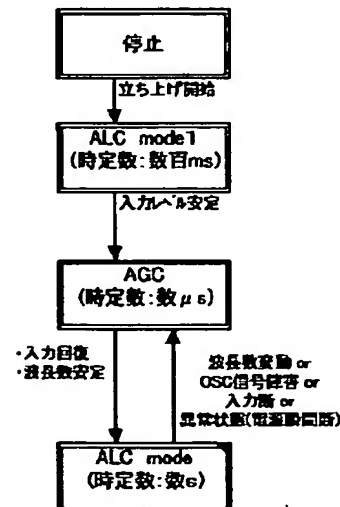 停止
立ち上げ開始
ALC mode1
(時定数:数百ms)
入力レベル安定
AGC
(時定数:数μs)
・入力回復
・波長数安定
波長数変動 or
OSC信号障害 or
入力断 or
異常状態(電源瞬間断)
ALC mode
(時定数:数s)